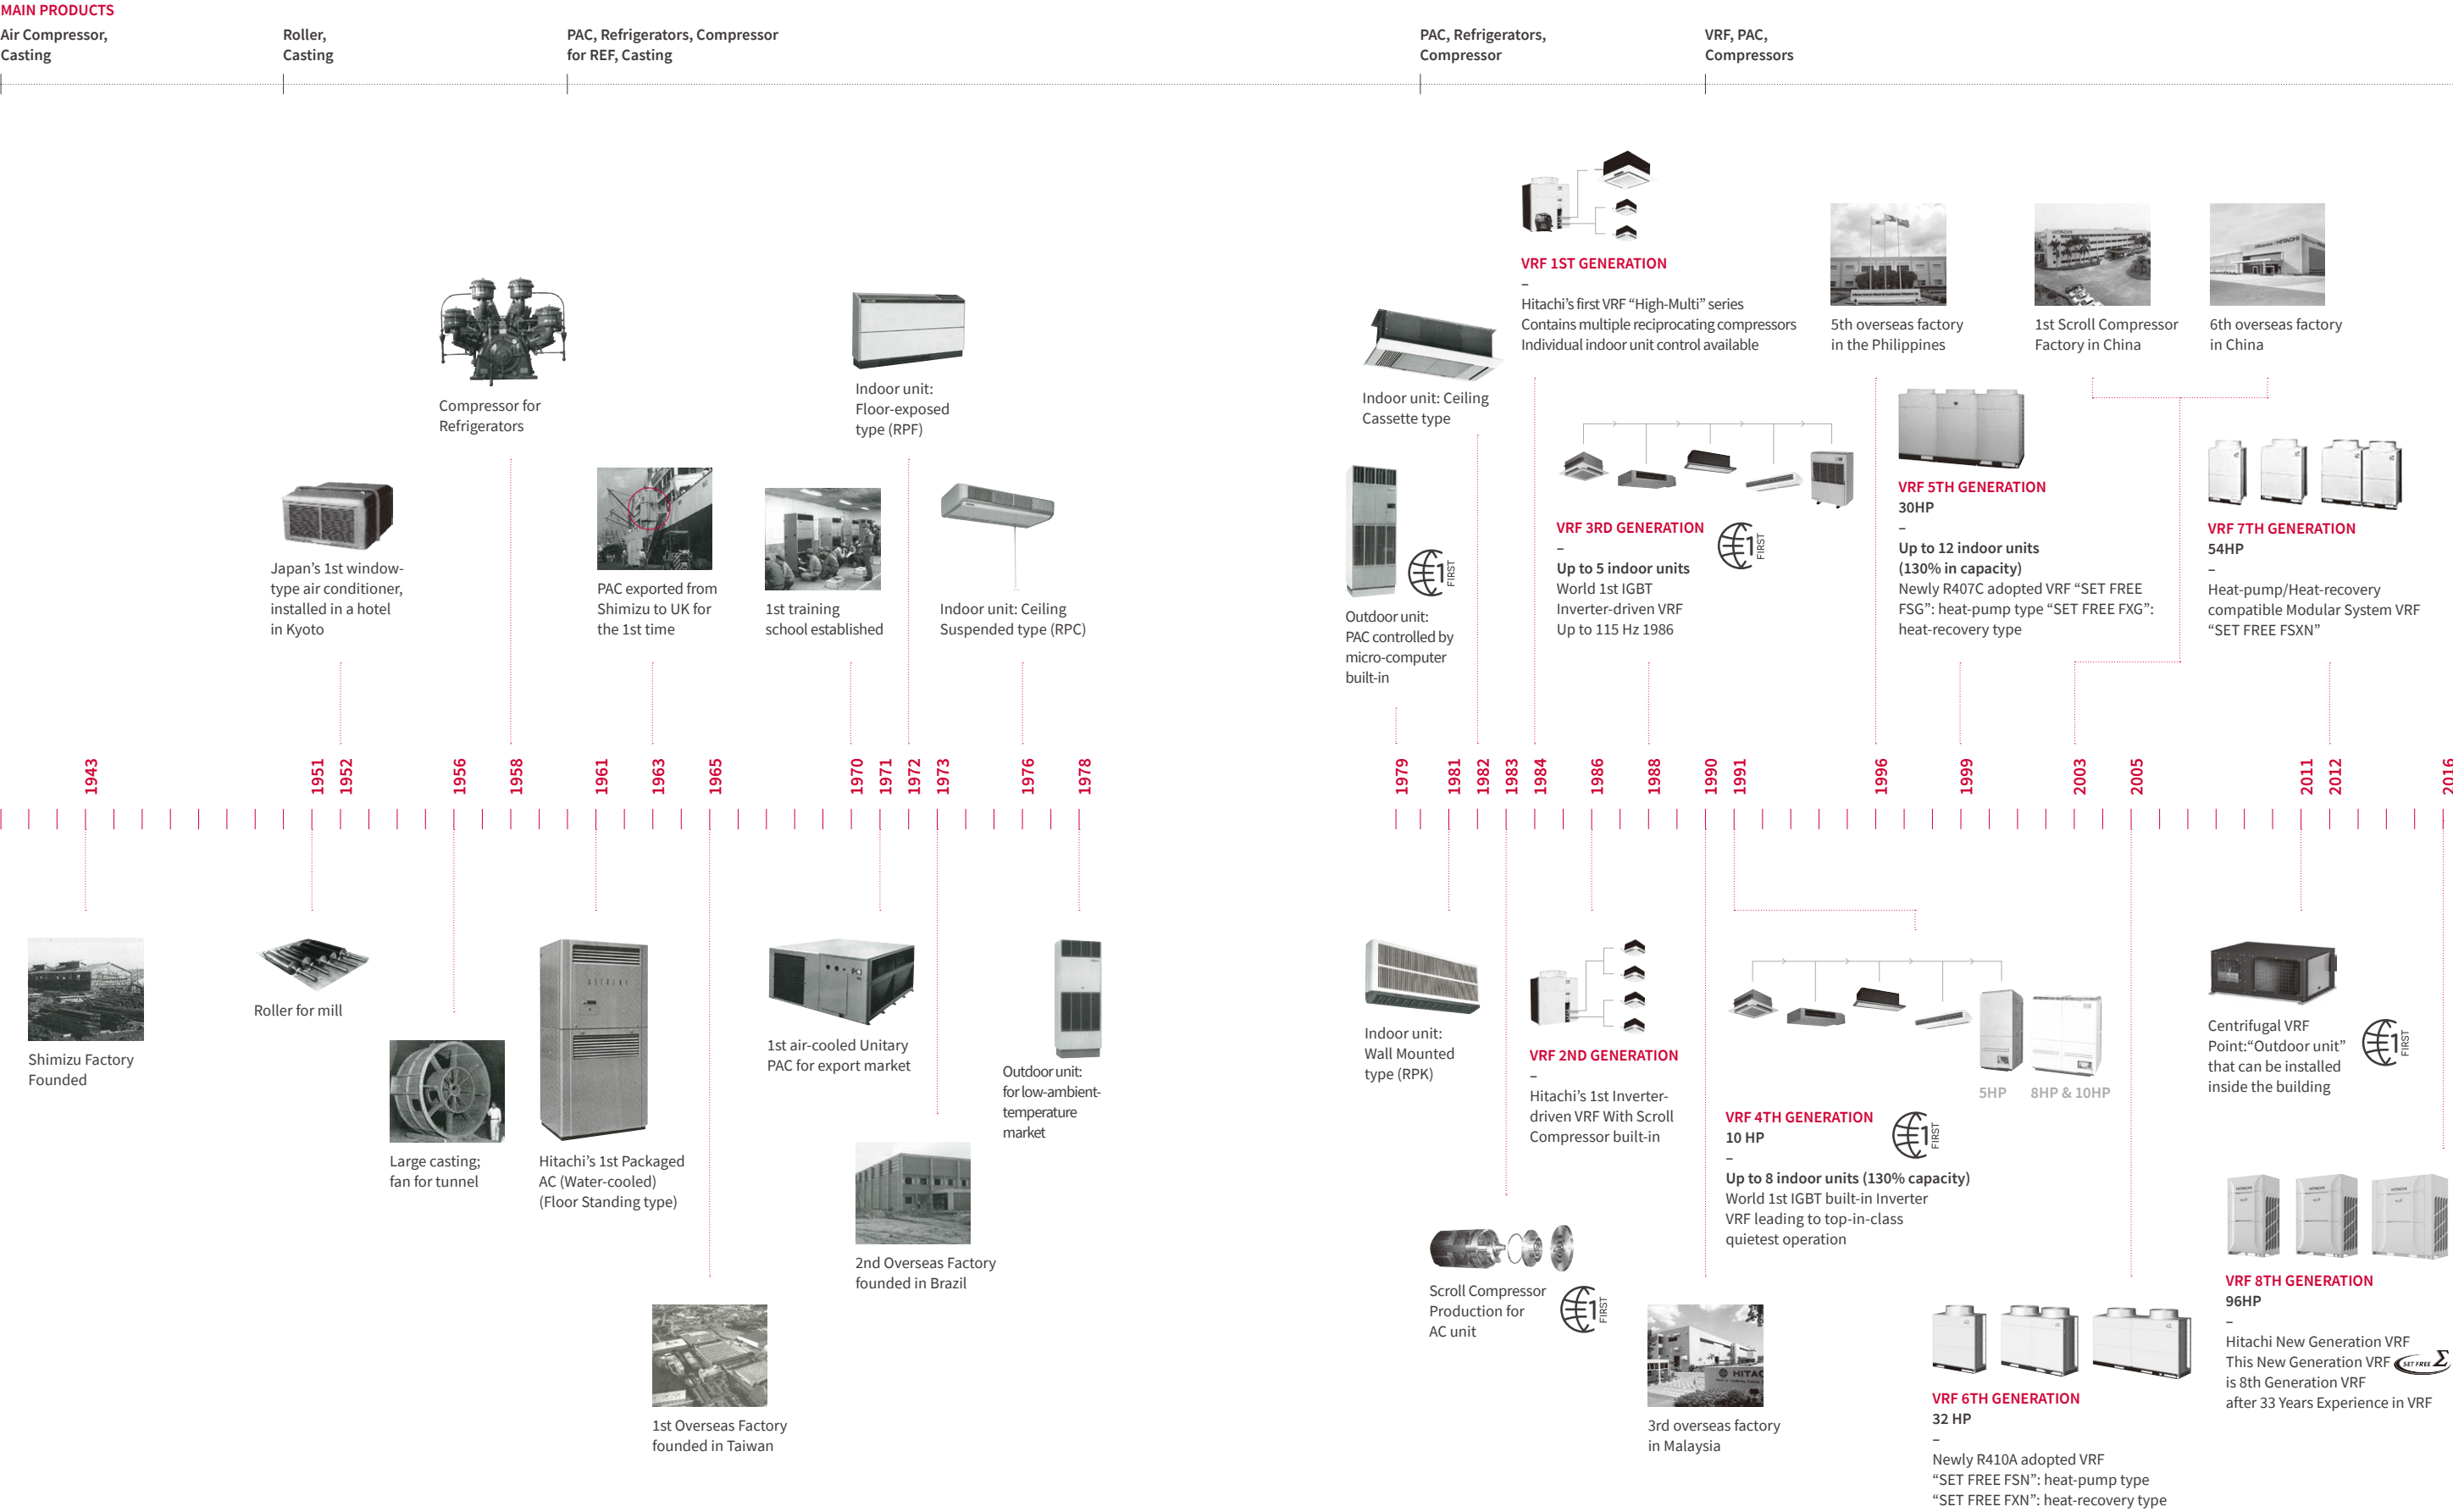 MAIN PRODUCTS
Air Compressor,
Casting
Roller,
Casting
PAC, Refrigerators, Compressor
for REF, Casting
PAC, Refrigerators,
Compressor
VRF, PAC,
Compressors
VRF 1ST GENERATION
–
Hitachi’s first VRF “High-Multi” series
Contains multiple reciprocating compressors
Individual indoor unit control available
5th overseas factory
in the Philippines
1st Scroll Compressor
Factory in China
6th overseas factory
in China
Compressor for
Refrigerators
Indoor unit:
Floor-exposed
type (RPF)
Indoor unit: Ceiling
Cassette type
Japan’s 1st window-
type air conditioner,
installed in a hotel
in Kyoto
PAC exported from
Shimizu to UK for
the 1st time
1st training
school established
Indoor unit: Ceiling
Suspended type (RPC)
Outdoor unit:
PAC controlled by
micro-computer
built-in
1
FIRST
VRF 3RD GENERATION
–
Up to 5 indoor units
World 1st IGBT
Inverter-driven VRF
Up to 115 Hz 1986
1
FIRST
VRF 5TH GENERATION
30HP
–
Up to 12 indoor units
(130% in capacity)
Newly R407C adopted VRF “SET FREE
FSG”: heat-pump type “SET FREE FXG”:
heat-recovery type
VRF 7TH GENERATION
54HP
–
Heat-pump/Heat-recovery
compatible Modular System VRF
“SET FREE FSXN”
1943
1951
1952
1956
1958
1961
1963
1965
1970
1971
1972
1973
1976
1978
1979
1981
1982
1983
1984
1986
1988
1990
1991
1996
1999
2003
2005
2011
2012
2016
Shimizu Factory
Founded
Roller for mill
Large casting;
fan for tunnel
HITACHI
Hitachi’s 1st Packaged
AC (Water-cooled)
(Floor Standing type)
1st Overseas Factory
founded in Taiwan
1st air-cooled Unitary
PAC for export market
2nd Overseas Factory
founded in Brazil
Outdoor unit:
for low-ambient-
temperature
market
Indoor unit:
Wall Mounted
type (RPK)
Scroll Compressor
Production for
AC unit
1
FIRST
VRF 2ND GENERATION
–
Hitachi’s 1st Inverter-
driven VRF With Scroll
Compressor built-in
HITAC
3rd overseas factory
in Malaysia
5HP
8HP & 10HP
VRF 4TH GENERATION
10 HP
–
Up to 8 indoor units (130% capacity)
World 1st IGBT built-in Inverter
VRF leading to top-in-class
quietest operation
1
FIRST
VRF 6TH GENERATION
32 HP
–
Newly R410A adopted VRF
“SET FREE FSN”: heat-pump type
“SET FREE FXN”: heat-recovery type
Centrifugal VRF
Point:“Outdoor unit”
that can be installed
inside the building
1
FIRST
HITACHI
HITACHI
HITACHI
VRF 8TH GENERATION
96HP
–
Hitachi New Generation VRF
This New Generation VRF
SET FREE Σ
is 8th Generation VRF
after 33 Years Experience in VRF